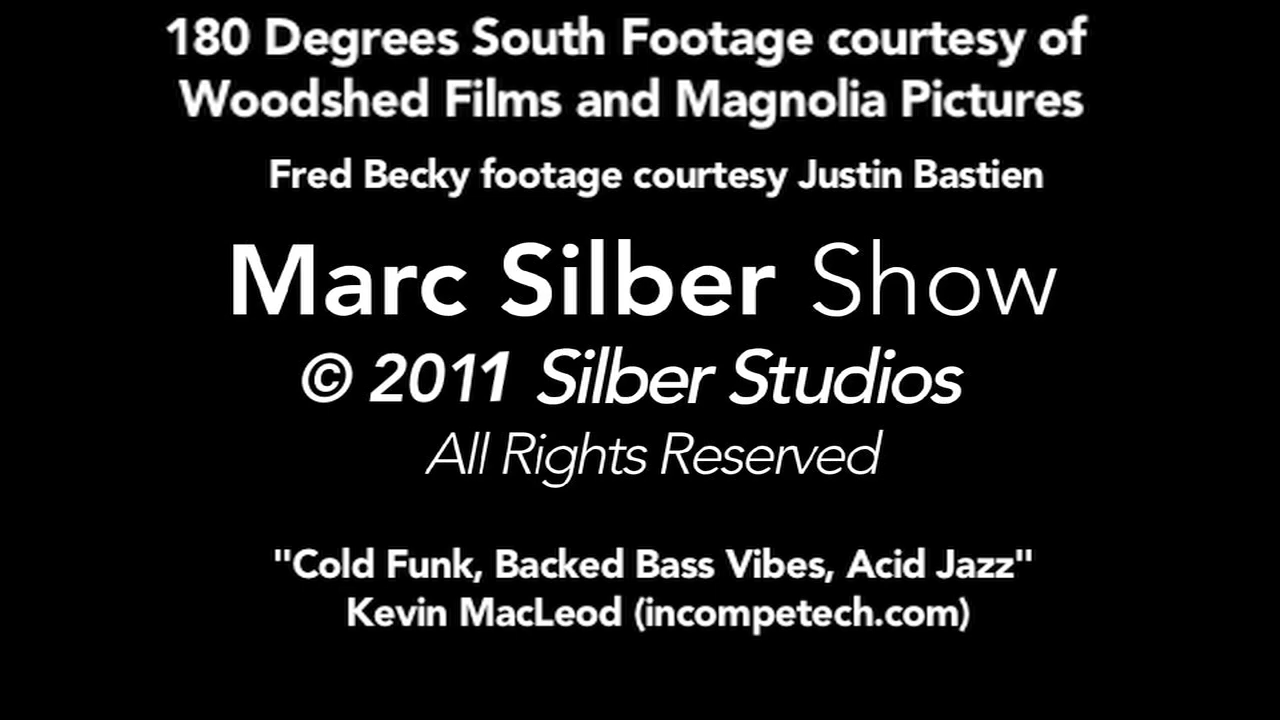 180 Degrees South Footage courtesy of
Woodshed Films and Magnolia Pictures
Fred Becky footage courtesy Justin Bastien
Marc Silber Show
© 2011 Silber Studios
All Rights Reserved
"Cold Funk, Backed Bass Vibes, Acid Jazz"
Kevin MacLeod (incompetech.com)